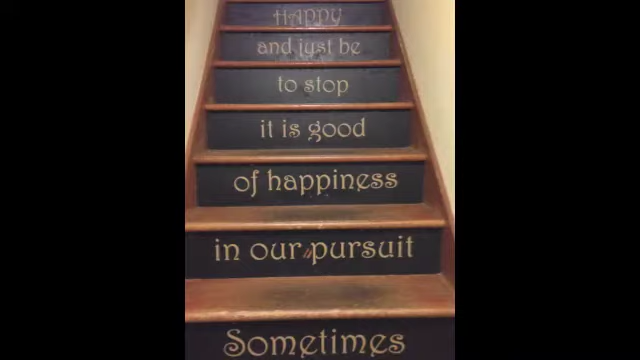 Sometimes
in our pursuit
of happiness
it is good
to stop
and just be
HAPPY